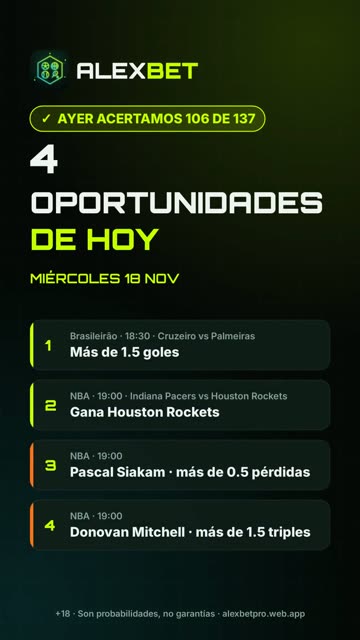 ALEXBET
✓ AYER ACERTAMOS 106 DE 137
4
OPORTUNIDADES
DE HOY
MIÉRCOLES 18 NOV
1
Brasileirão · 18:30 · Cruzeiro vs Palmeiras
Más de 1.5 goles
2
NBA · 19:00 · Indiana Pacers vs Houston Rockets
Gana Houston Rockets
3
NBA · 19:00
Pascal Siakam · más de 0.5 pérdidas
4
NBA · 19:00
Donovan Mitchell · más de 1.5 triples
+18 · Son probabilidades, no garantías · alexbetpro.web.app